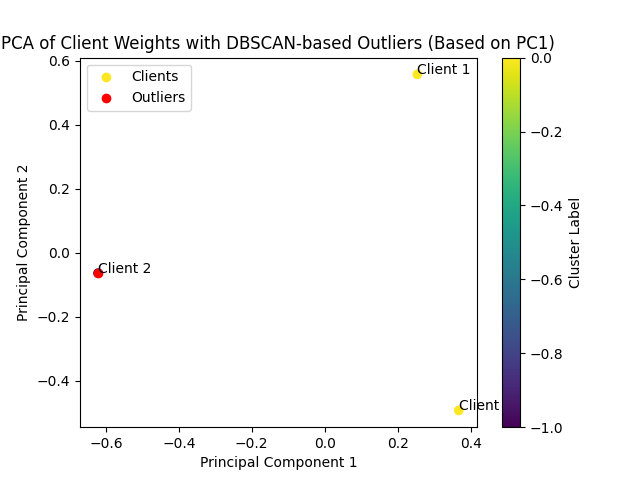 PCA of Client Weights with DBSCAN-based Outliers (Based on PC1)
Clients
Outliers
Client 1
Client 2
Client
0.6
0.4
0.2
0.0
−0.2
−0.4
Principal Component 2
−0.6
−0.4
−0.2
0.0
0.2
0.4
Principal Component 1
0.0
−0.2
−0.4
−0.6
−0.8
−1.0
Cluster Label